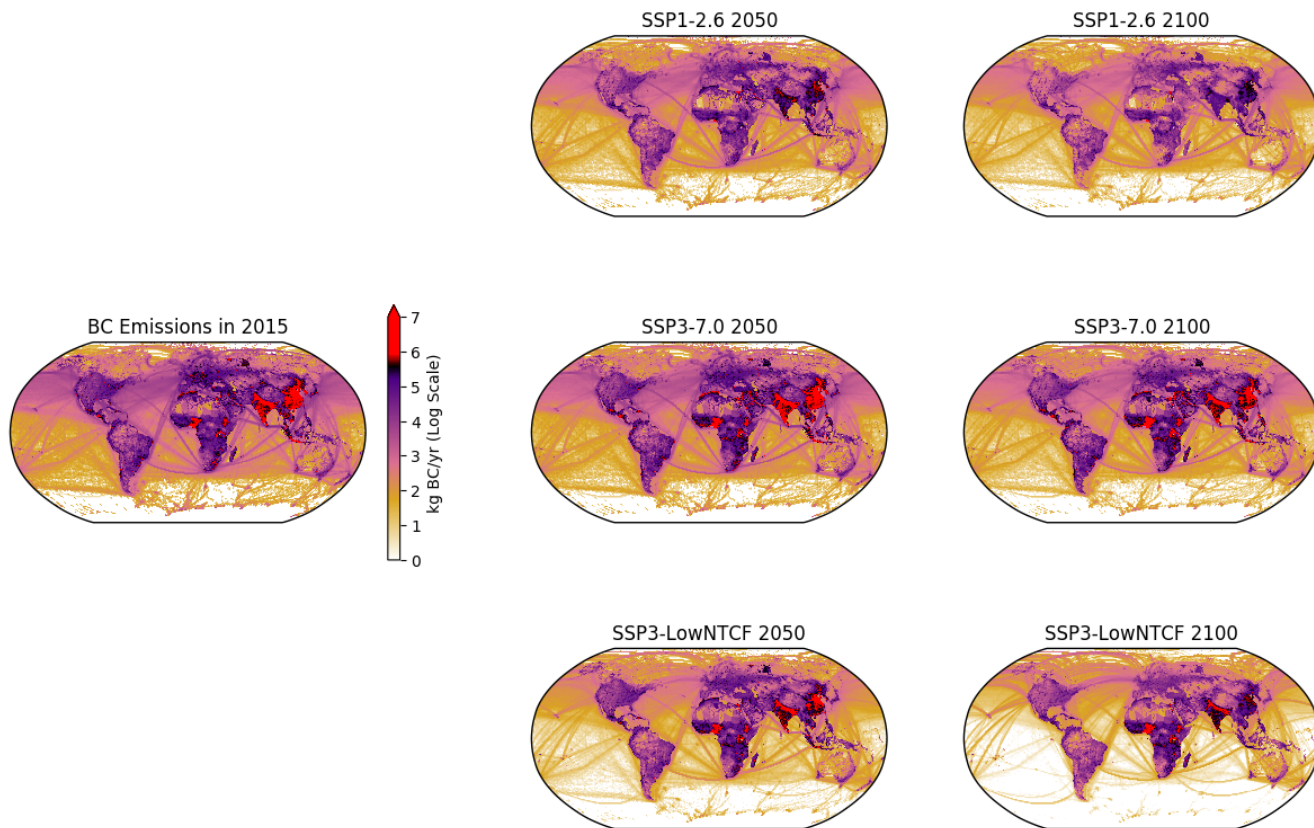 SSP1-2.6 2050
SSP1-2.6 2100
BC Emissions in 2015
7
6
5
4
3
2
1
0
kg BC/yr (Log Scale)
SSP3-7.0 2050
SSP3-7.0 2100
SSP3-LowNTCF 2050
SSP3-LowNTCF 2100